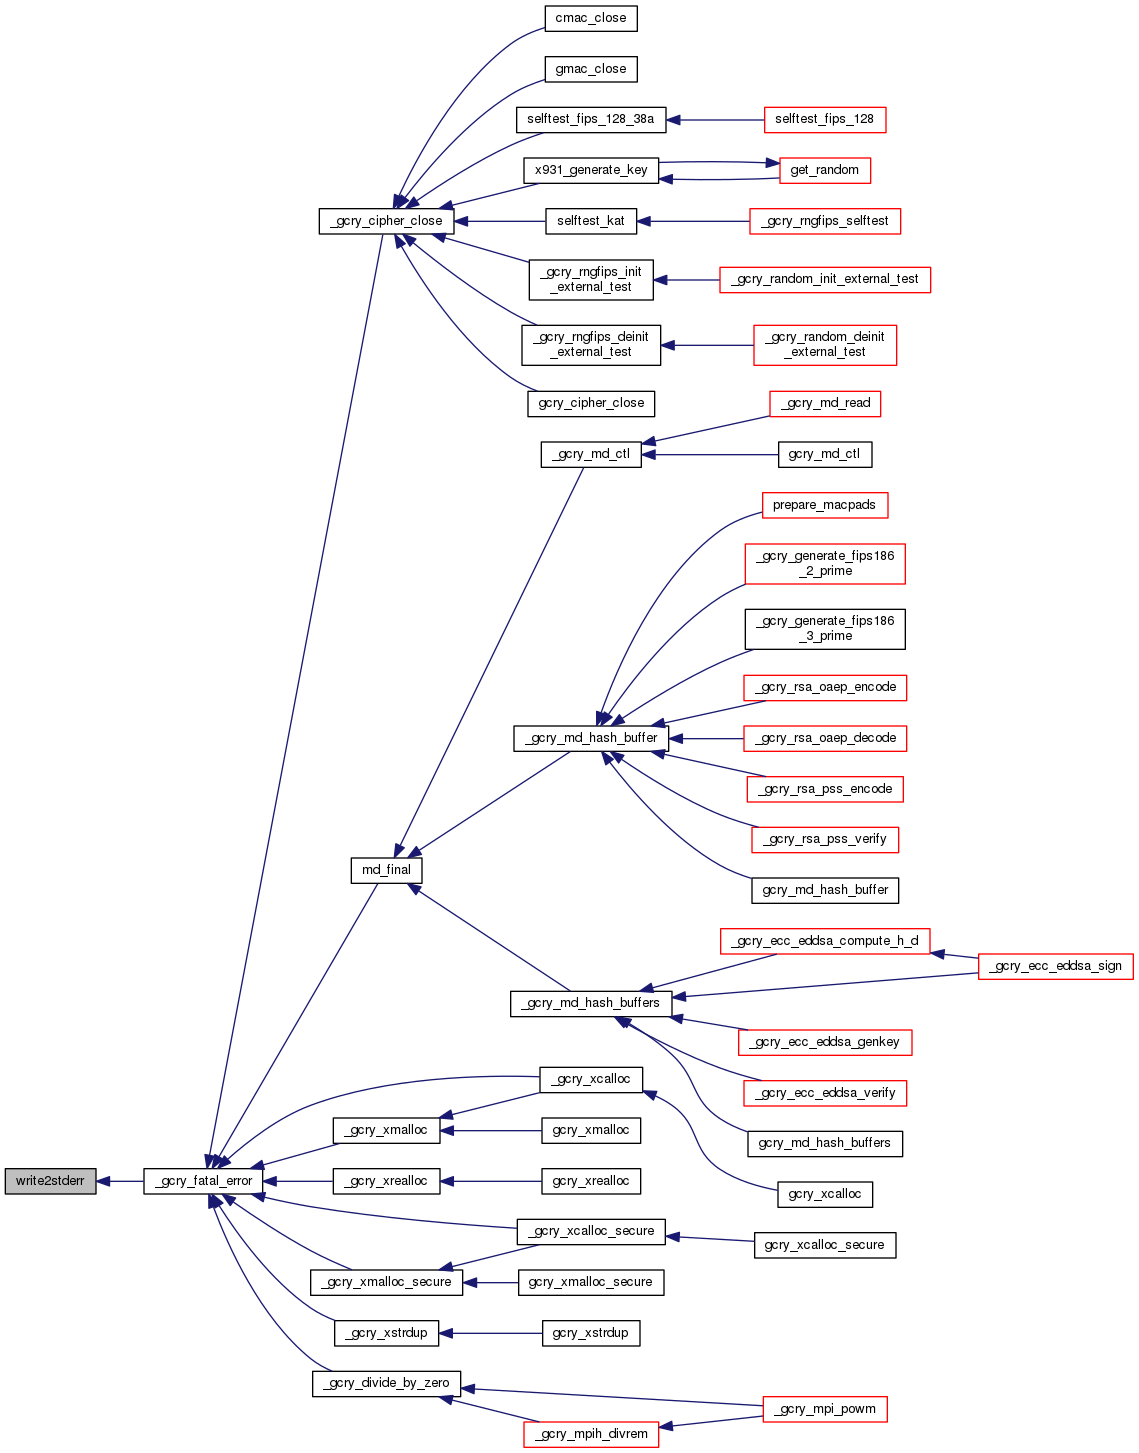 cmac_close
gmac_close
selftest_fips_128_38a
selftest_fips_128
x931_generate_key
get_random
_gcry_cipher_close
selftest_kat
_gcry_rngfips_selftest
_gcry_rngfips_init
_external_test
_gcry_random_init_external_test
_gcry_rngfips_deinit
_external_test
_gcry_random_deinit
_external_test
gcry_cipher_close
_gcry_md_read
_gcry_md_ctl
gcry_md_ctl
prepare_macpads
_gcry_generate_fips186
_2_prime
_gcry_generate_fips186
_3_prime
_gcry_rsa_oaep_encode
_gcry_md_hash_buffer
_gcry_rsa_oaep_decode
_gcry_rsa_pss_encode
_gcry_rsa_pss_verify
md_final
gcry_md_hash_buffer
_gcry_ecc_eddsa_compute_h_d
_gcry_ecc_eddsa_sign
_gcry_md_hash_buffers
_gcry_ecc_eddsa_genkey
_gcry_xcalloc
_gcry_ecc_eddsa_verify
_gcry_xmalloc
gcry_xmalloc
gcry_md_hash_buffers
write2stderr
_gcry_fatal_error
_gcry_xrealloc
gcry_xrealloc
gcry_xcalloc
_gcry_xcalloc_secure
gcry_xcalloc_secure
_gcry_xmalloc_secure
gcry_xmalloc_secure
_gcry_xstrdup
gcry_xstrdup
_gcry_divide_by_zero
_gcry_mpi_powm
_gcry_mpih_divrem